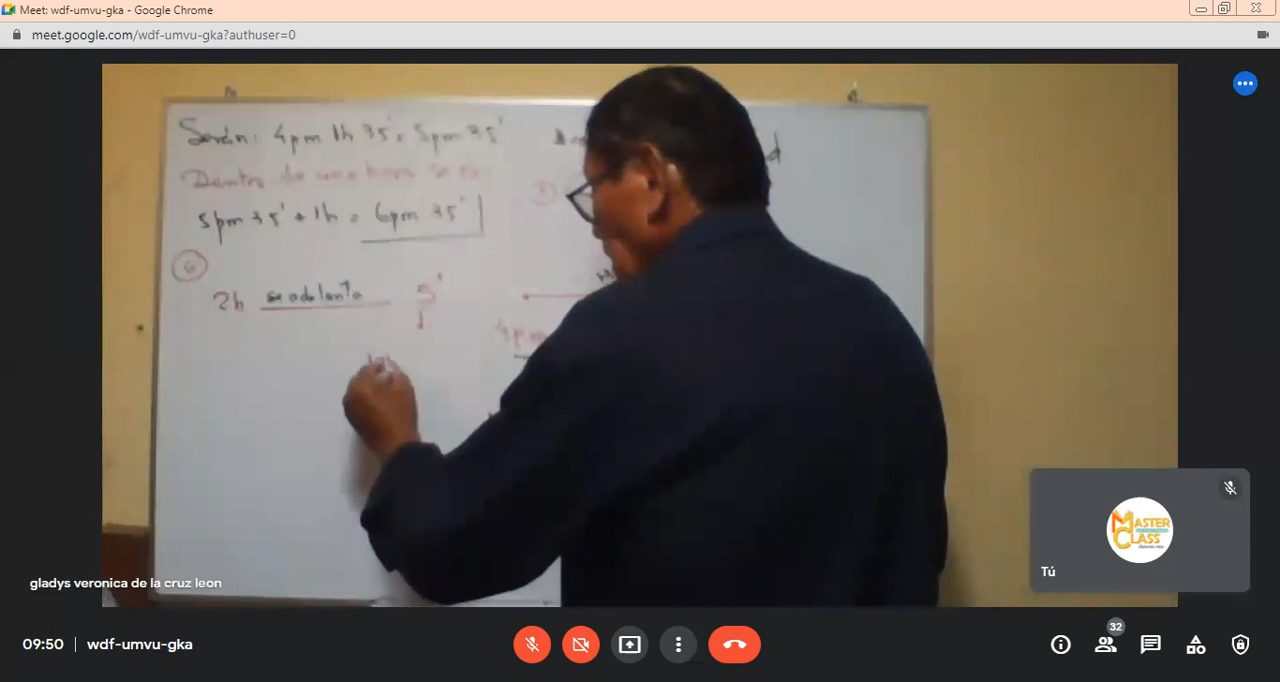 Meet: wdf-umvu-gka - Google Chrome
meet.google.com/wdf-umvu-gka?authuser=0
Serán: 4pm 1h 35' = 5pm 35'
Dentro de una hora
5pm 35' + 1h = 6pm 35'
6
2h se adelanta 5'
4pm
MASTER
CLASS
Tú
gladys veronica de la cruz leon
09:50 | wdf-umvu-gka
32